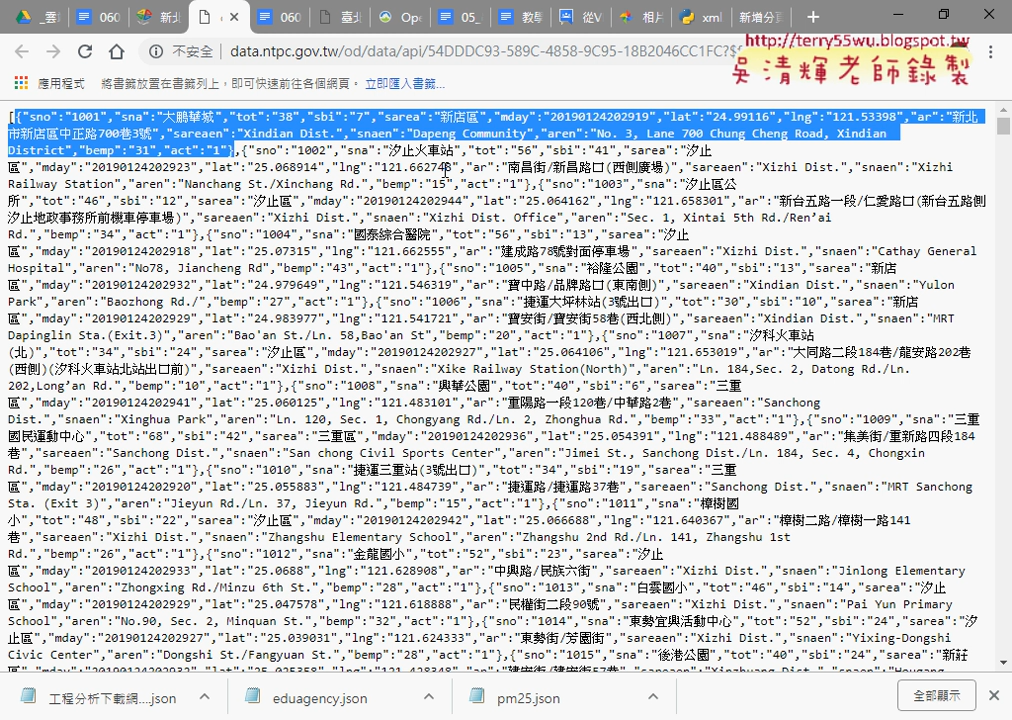 _雲
060
新北
060
臺北
Op
05_
教學
從V
相片
xml
新增分頁
不安全 data.ntpc.gov.tw/od/data/api/54DDDC93-589C-4858-9C95-18B2046CC1FC?$
http://terry55wu.blogspot.tw
吳清輝老師錄製
應用程式 將書籤放置在書籤列上,即可快速前往各個網頁。 立即匯入書籤...
[{"sno":"1001","sna":"大鵬華城","tot":"38","sbi":"7","sarea":"新店區","mday":"20190124202919","lat":"24.99116","lng":"121.53398","ar":"新北
市新店區中正路700巷3號","sareaen":"Xindian Dist.","snaen":"Dapeng Community","aren":"No. 3, Lane 700 Chung Cheng Road, Xindian
District","bemp":"31","act":"1"},{"sno":"1002","sna":"汐止火車站","tot":"56","sbi":"41","sarea":"汐止
區","mday":"20190124202923","lat":"25.068914","lng":"121.662748","ar":"南昌街/新昌路口(西側廣場)","sareaen":"Xizhi Dist.","snaen":"Xizhi
Railway Station","aren":"Nanchang St./Xinchang Rd.","bemp":"15","act":"1"},{"sno":"1003","sna":"汐止區公
所","tot":"46","sbi":"12","sarea":"汐止區","mday":"20190124202944","lat":"25.064162","lng":"121.658301","ar":"新台五路一段/仁愛路口(新台五路側
汐止地政事務所前機車停車場)","sareaen":"Xizhi Dist.","snaen":"Xizhi Dist. Office","aren":"Sec. 1, Xintai 5th Rd./Ren'ai
Rd.","bemp":"34","act":"1"},{"sno":"1004","sna":"國泰綜合醫院","tot":"56","sbi":"13","sarea":"汐止
區","mday":"20190124202918","lat":"25.07315","lng":"121.662555","ar":"建成路78號對面停車場","sareaen":"Xizhi Dist.","snaen":"Cathay General
Hospital","aren":"No78, Jiancheng Rd","bemp":"43","act":"1"},{"sno":"1005","sna":"裕隆公園","tot":"40","sbi":"13","sarea":"新店
區","mday":"20190124202932","lat":"24.979649","lng":"121.546319","ar":"寶中路/品牌路口(東南側)","sareaen":"Xindian Dist.","snaen":"Yulon
Park","aren":"Baozhong Rd./","bemp":"27","act":"1"},{"sno":"1006","sna":"捷運大坪林站(3號出口)","tot":"30","sbi":"10","sarea":"新店
區","mday":"20190124202929","lat":"24.983977","lng":"121.541721","ar":"寶安街/寶安街58巷(西北側)","sareaen":"Xindian Dist.","snaen":"MRT
Dapinglin Sta.(Exit.3)","aren":"Bao'an St./Ln. 58,Bao'an St","bemp":"20","act":"1"},{"sno":"1007","sna":"汐科火車站
(北)","tot":"34","sbi":"24","sarea":"汐止區","mday":"20190124202927","lat":"25.064106","lng":"121.653019","ar":"大同路二段184巷/龍安路202巷
(西側)(汐科火車站北站出口前)","sareaen":"Xizhi Dist.","snaen":"Xike Railway Station(North)","aren":"Ln. 184,Sec. 2, Datong Rd./Ln.
202,Long'an Rd.","bemp":"10","act":"1"},{"sno":"1008","sna":"興華公園","tot":"40","sbi":"6","sarea":"三重
區","mday":"20190124202941","lat":"25.060125","lng":"121.483101","ar":"重陽路一段120巷/中華路2巷","sareaen":"Sanchong
Dist.","snaen":"Xinghua Park","aren":"Ln. 120, Sec. 1, Chongyang Rd./Ln. 2, Zhonghua Rd.","bemp":"33","act":"1"},{"sno":"1009","sna":"三重
國民運動中心","tot":"68","sbi":"42","sarea":"三重區","mday":"20190124202936","lat":"25.054391","lng":"121.488489","ar":"集美街/重新路四段184
巷","sareaen":"Sanchong Dist.","snaen":"San chong Civil Sports Center","aren":"Jimei St., Sanchong Dist./Ln. 184, Sec. 4, Chongxin
Rd.","bemp":"26","act":"1"},{"sno":"1010","sna":"捷運三重站(3號出口)","tot":"34","sbi":"19","sarea":"三重
區","mday":"20190124202920","lat":"25.055883","lng":"121.484739","ar":"捷運路/捷運路37巷","sareaen":"Sanchong Dist.","snaen":"MRT Sanchong
Sta. (Exit 3)","aren":"Jieyun Rd./Ln. 37, Jieyun Rd.","bemp":"15","act":"1"},{"sno":"1011","sna":"樟樹國
小","tot":"48","sbi":"22","sarea":"汐止區","mday":"20190124202942","lat":"25.066688","lng":"121.640367","ar":"樟樹二路/樟樹一路141
巷","sareaen":"Xizhi Dist.","snaen":"Zhangshu Elementary School","aren":"Zhangshu 2nd Rd./Ln. 141, Zhangshu 1st
Rd.","bemp":"26","act":"1"},{"sno":"1012","sna":"金龍國小","tot":"52","sbi":"23","sarea":"汐止
區","mday":"20190124202933","lat":"25.0688","lng":"121.628908","ar":"中興路/民族六街","sareaen":"Xizhi Dist.","snaen":"Jinlong Elementary
School","aren":"Zhongxing Rd./Minzu 6th St.","bemp":"28","act":"1"},{"sno":"1013","sna":"白雲國小","tot":"46","sbi":"14","sarea":"汐止
區","mday":"20190124202932","lat":"25.047578","lng":"121.618888","ar":"民權街二段90號","sareaen":"Xizhi Dist.","snaen":"Pai Yun Primary
School","aren":"No.90, Sec. 2, Minquan St.","bemp":"32","act":"1"},{"sno":"1014","sna":"東勢宜興活動中心","tot":"52","sbi":"24","sarea":"汐
止區","mday":"20190124202927","lat":"25.039031","lng":"121.624333","ar":"東勢街/芳園街","sareaen":"Xizhi Dist.","snaen":"Yixing-Dongshi
Civic Center","aren":"Dongshi St./Fangyuan St.","bemp":"28","act":"1"},{"sno":"1015","sna":"後港公園","tot":"40","sbi":"24","sarea":"新莊
工程分析下載網....json
eduagency.json
pm25.json
全部顯示